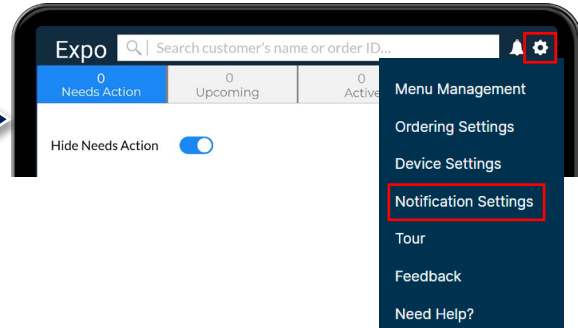 Expo
Search customer's name or order ID...
0
Needs Action
0
Upcoming
0
Active
Hide Needs Action
Menu Management
Ordering Settings
Device Settings
Notification Settings
Tour
Feedback
Need Help?